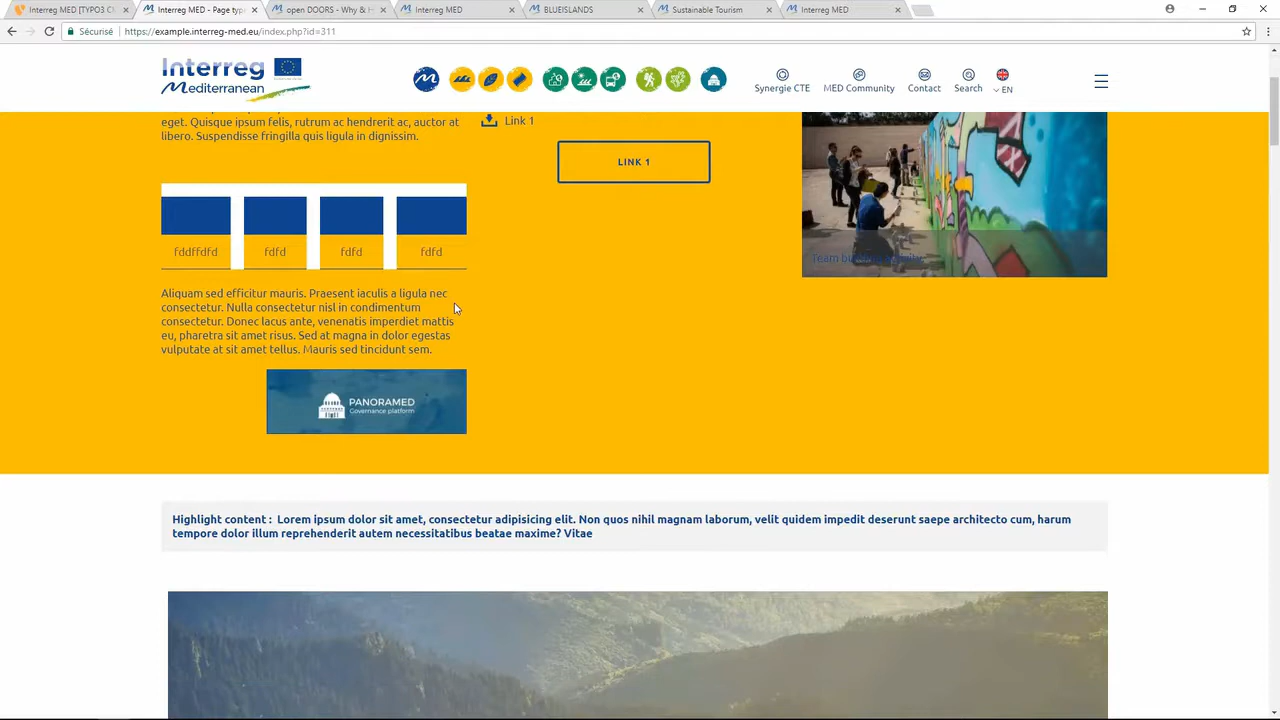 Interreg MED [TYPO3 C
Interreg MED - Page type
open DOORS - Why & H
Interreg MED
BLUEISLANDS
Sustainable Tourism
Interreg MED
Sécurisé
https://example.interreg-med.eu/index.php?id=311
Interreg
Mediterranean
Synergie CTE
MED Community
Contact
Search
EN
eget. Quisque ipsum felis, rutrum ac hendrerit ac, auctor at
libero. Suspendisse fringilla quis ligula in dignissim.
fddffdfd
fdfd
fdfd
fdfd
Aliquam sed efficitur mauris. Praesent iaculis a ligula nec
consectetur. Nulla consectetur nisl in condimentum
consectetur. Donec lacus ante, venenatis imperdiet mattis
eu, pharetra sit amet risus. Sed at magna in dolor egestas
vulputate at sit amet tellus. Mauris sed tincidunt sem.
PANORAMED
Governance platform
Link 1
LINK 1
Highlight content : Lorem ipsum dolor sit amet, consectetur adipisicing elit. Non quos nihil magnam laborum, velit quidem impedit deserunt saepe architecto cum, harum
tempore dolor illum reprehenderit autem necessitatibus beatae maxime? Vitae